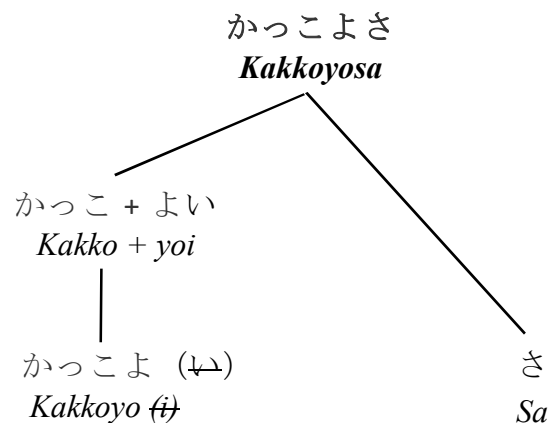 かっこよさ
Kakkoyosa
かっこ + よい
Kakko + yoi
かっこよ (い)
Kakkoyo (i)
さ
Sa